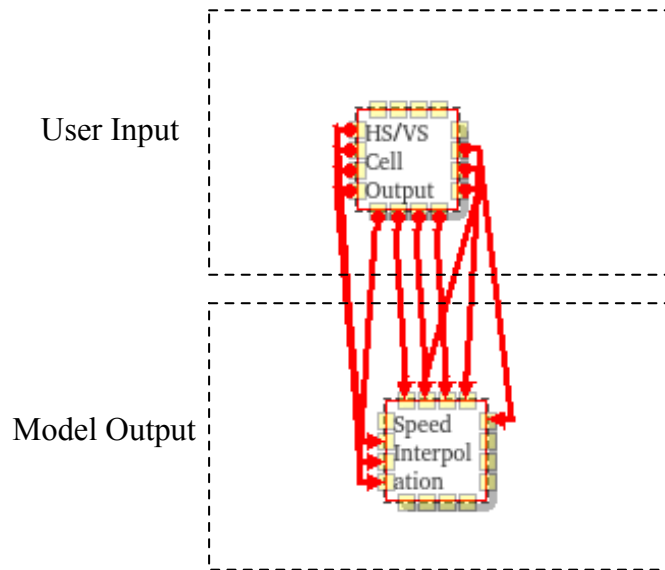 User Input
HS/VS
Cell
Output
Model Output
Speed
Interpol
ation